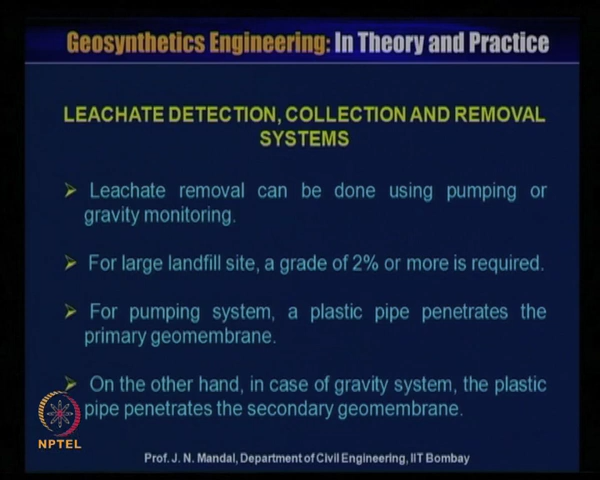 Geosynthetics Engineering: In Theory and Practice
LEACHATE DETECTION, COLLECTION AND REMOVAL
SYSTEMS
➢ Leachate removal can be done using pumping or
gravity monitoring.
➢ For large landfill site, a grade of 2% or more is required.
➢ For pumping system, a plastic pipe penetrates the
primary geomembrane.
➢ On the other hand, in case of gravity system, the plastic
pipe penetrates the secondary geomembrane.
NPTEL
Prof. J. N. Mandal, Department of Civil Engineering, IIT Bombay